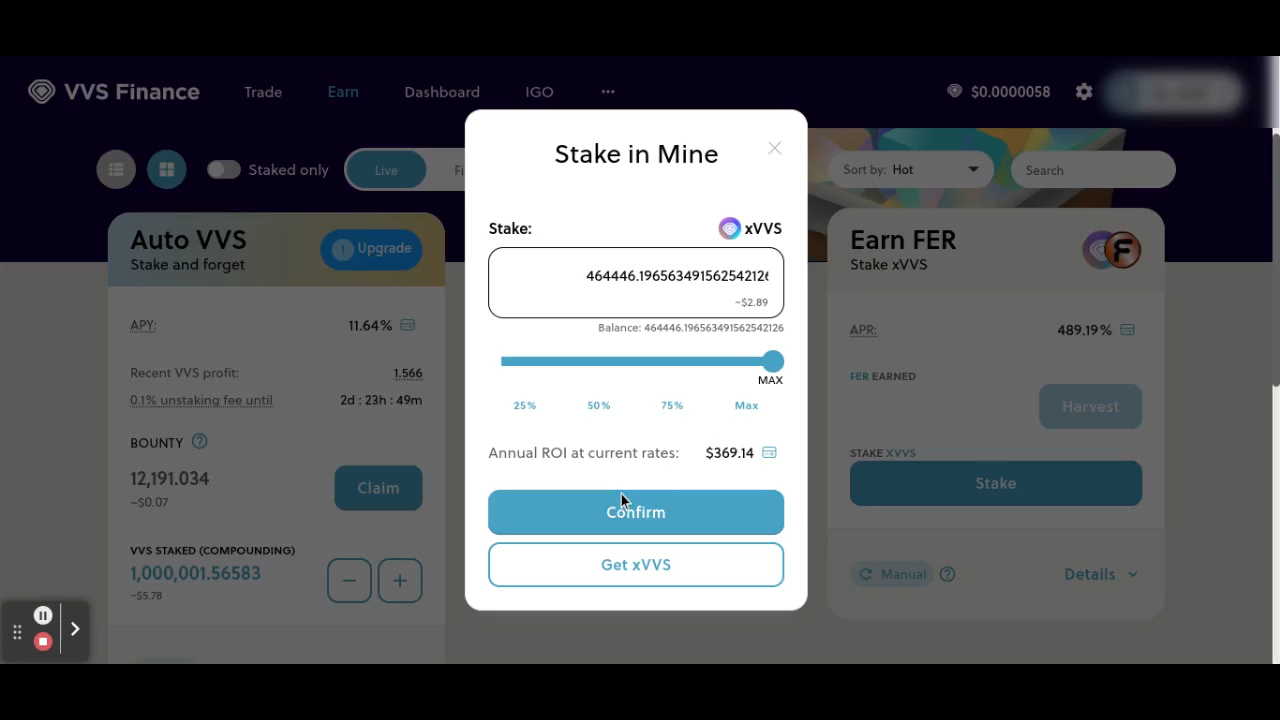 VVS Finance
Trade
Earn
Dashboard
IGO
$0.0000058
Staked only
Live
Fi
Sort by: Hot
Search
Auto VVS
Stake and forget
Upgrade
APY:
11.64%
Recent VVS profit:
1.566
0.1% unstaking fee until
2d : 23h : 49m
BOUNTY
12,191.034
~$0.07
Claim
VVS STAKED (COMPOUNDING)
1,000,001.56583
~$5.78
Stake in Mine
Stake:
xVVS
464446.196563491562542126
~$2.89
Balance: 464446.196563491562542126
MAX
25%
50%
75%
Max
Annual ROI at current rates:
$369.14
Confirm
Get xVVS
Earn FER
Stake xVVS
APR:
489.19%
FER EARNED
Harvest
STAKE XVVS
Stake
Manual
Details